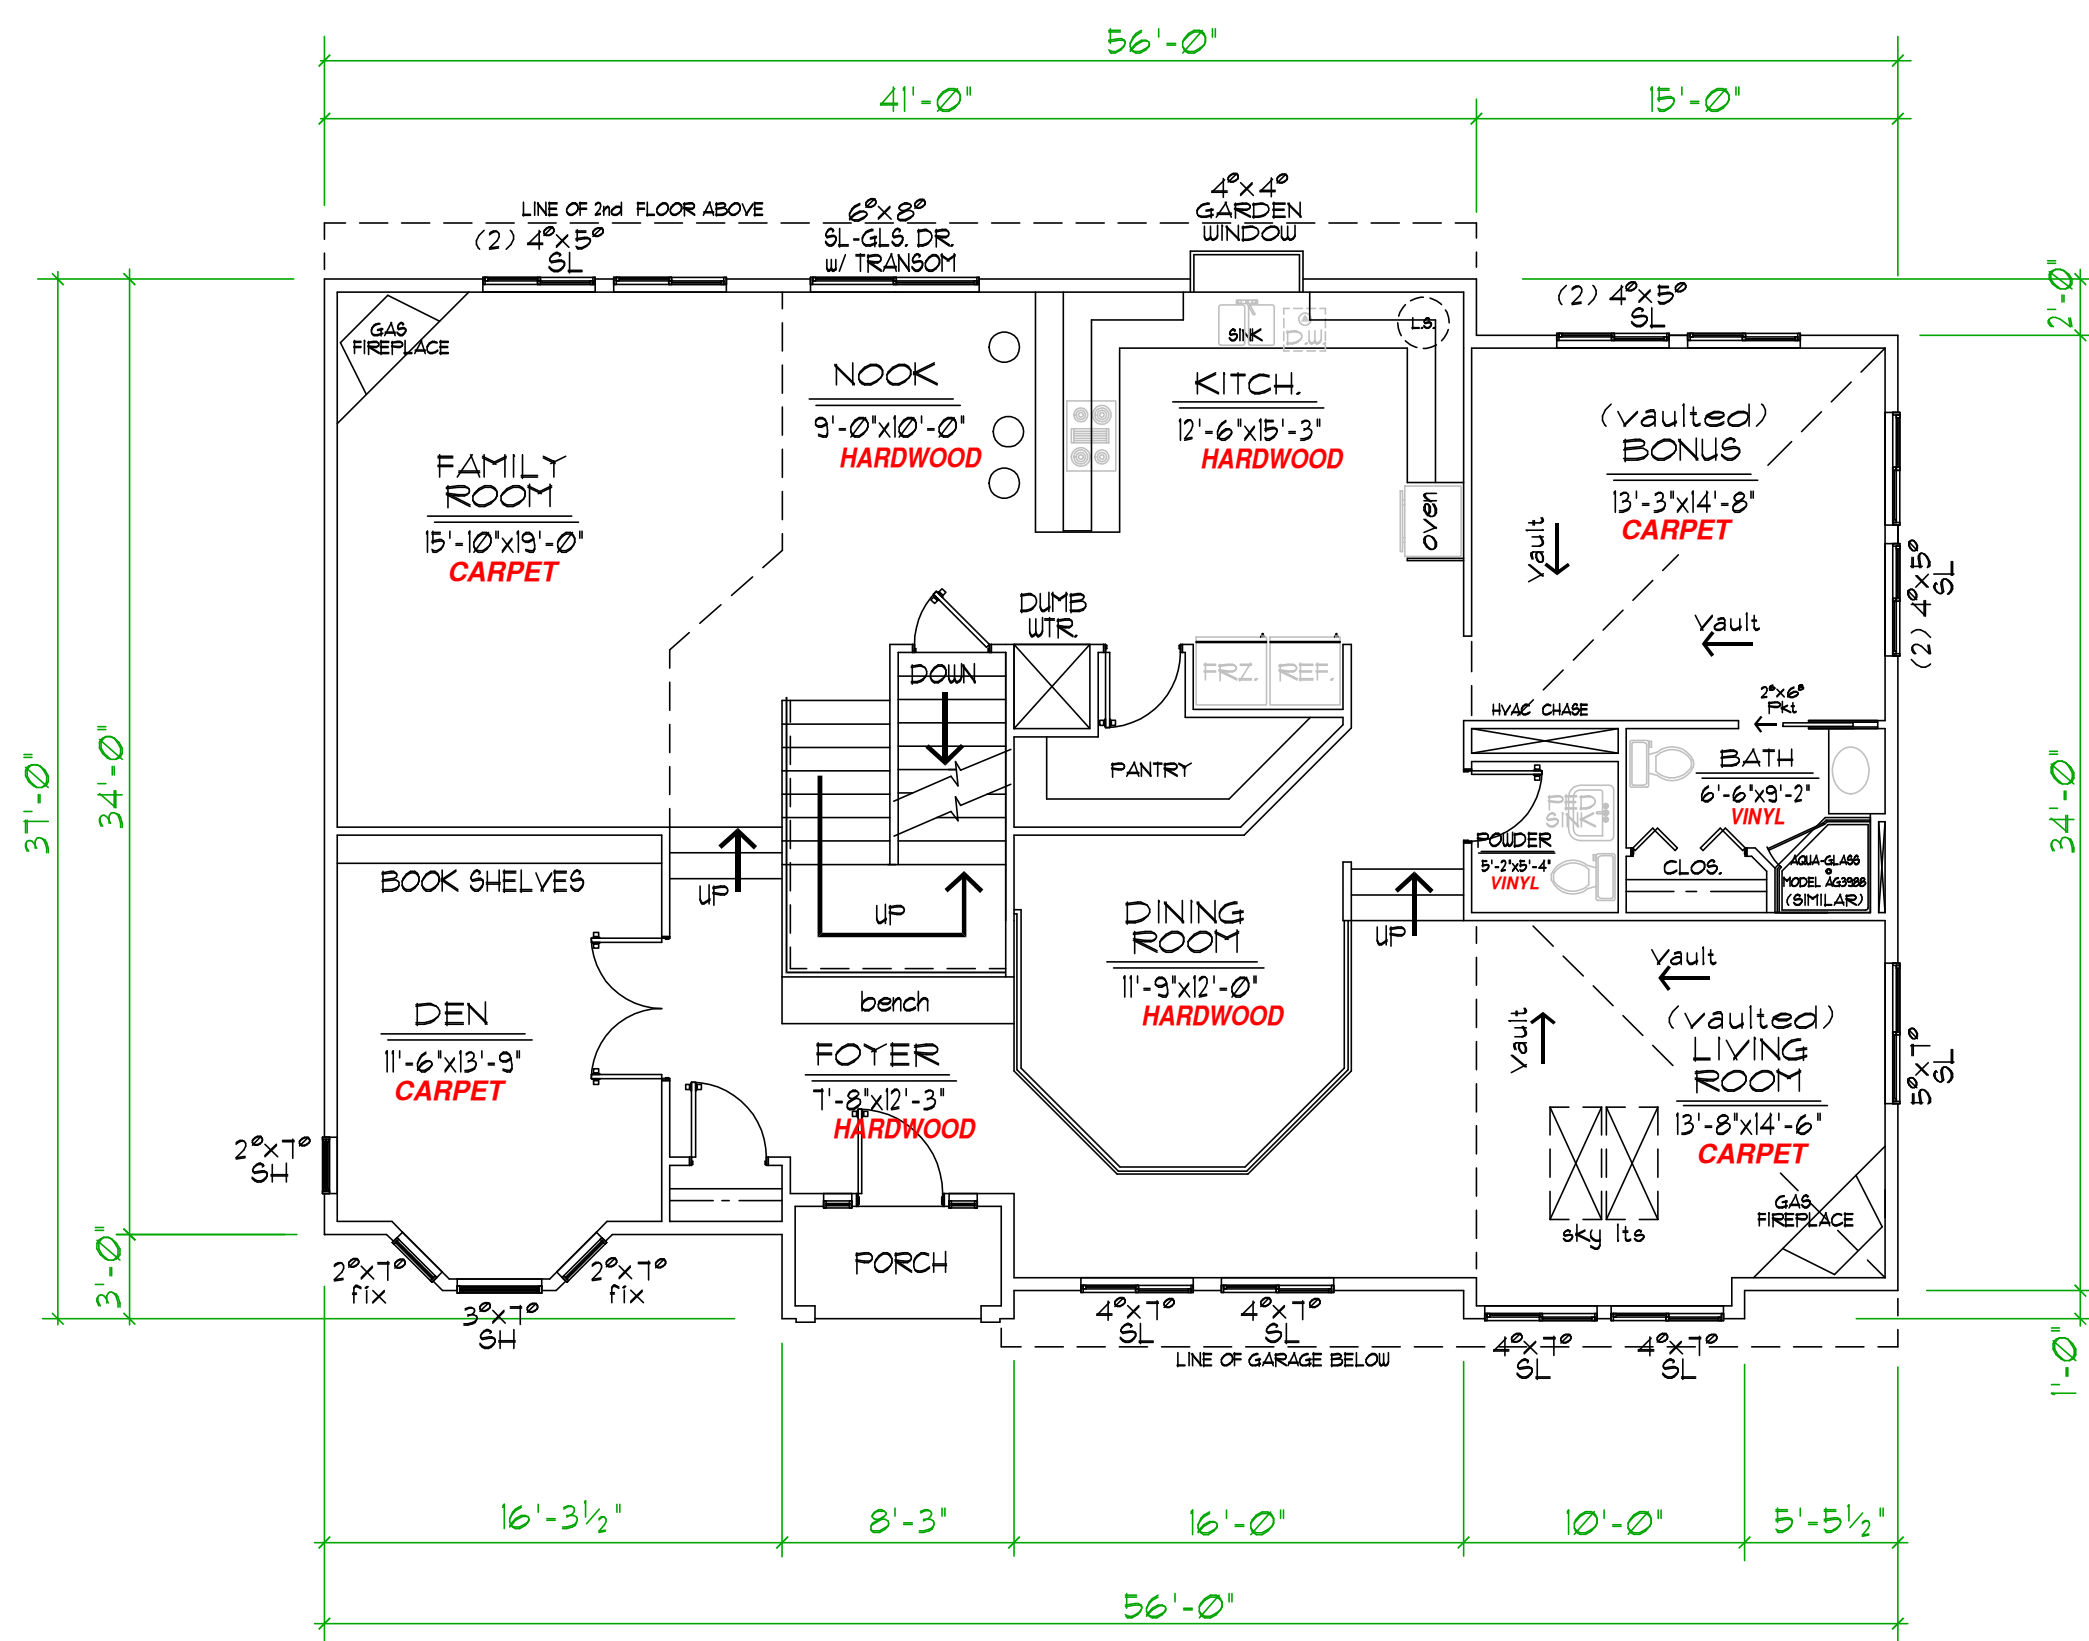 56'-0"
41'-0"
15'-0"
LINE OF 2nd FLOOR ABOVE
(2) 4⁰x5⁰
SL
6⁰x8⁰
SL-GLS. DR.
w/ TRANSOM
4⁰x4⁰
GARDEN
WINDOW
(2) 4⁰x5⁰
SL
2'-0"
GAS
FIREPLACE
SINK
D.W.
L.S.
NOOK
9'-0"x10'-0"
HARDWOOD
KITCH.
12'-6"x15'-3"
HARDWOOD
(vaulted)
BONUS
13'-3"x14'-8"
CARPET
FAMILY
ROOM
15'-10"x19'-0"
CARPET
oven
Vault
Vault
(2) 4⁰x5⁰
SL
DUMB
WTR.
DOWN
FRZ.
REF.
HVAC CHASE
2⁶x6⁸
Pkt
37'-0"
34'-0"
34'-0"
PANTRY
BATH
6'-6"x9'-2"
VINYL
PED
SINK
POWDER
5'-2"x5'-4"
VINYL
CLOS.
AQUA-GLASS
MODEL AG3988
(SIMILAR)
BOOK SHELVES
UP
UP
UP
DINING
ROOM
11'-9"x12'-0"
HARDWOOD
bench
Vault
Vault
(vaulted)
LIVING
ROOM
13'-8"x14'-6"
CARPET
5⁰x7⁰
SL
DEN
11'-6"x13'-9"
CARPET
FOYER
7'-8"x12'-3"
HARDWOOD
2⁰x7⁰
SH
GAS
FIREPLACE
sky lts
PORCH
3'-0"
2⁰x7⁰
fix
3⁰x7⁰
SH
2⁰x7⁰
fix
4⁰x7⁰
SL
4⁰x7⁰
SL
4⁰x7⁰
SL
4⁰x7⁰
SL
LINE OF GARAGE BELOW
1'-0"
16'-3½"
8'-3"
16'-0"
10'-0"
5'-5½"
56'-0"